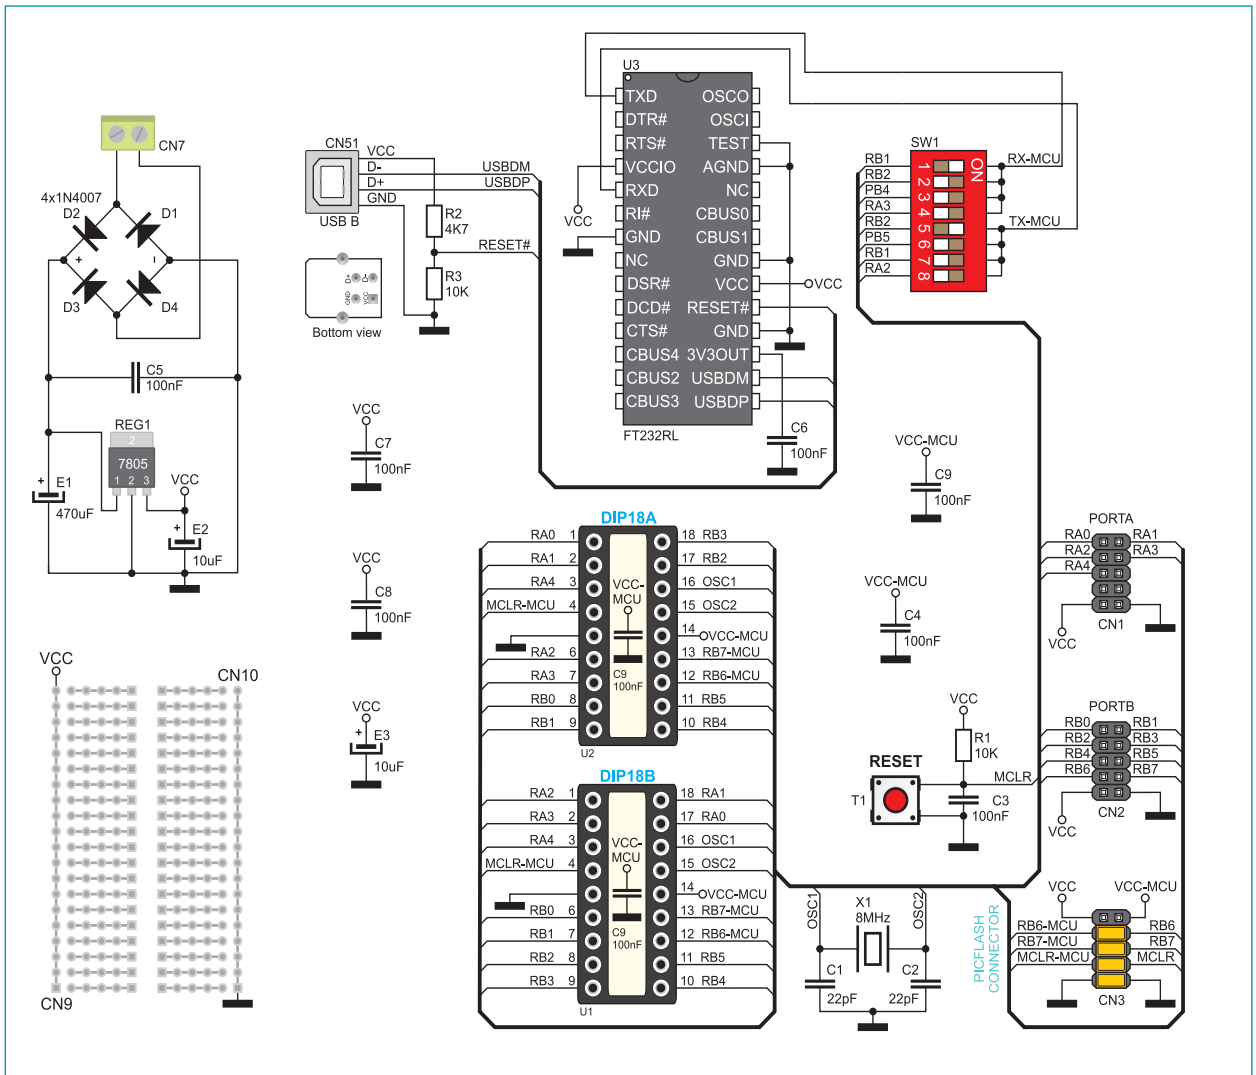 CN7
4x1N4007
D2
D1
+
-
D3
D4
C5
100nF
REG1
2
7805
1 2 3
VCC
+
E1
470uF
+
E2
10uF
VCC
CN10
CN9
CN51
VCC
D-
D+
GND
USB B
USBDM
USBDP
R2
4K7
RESET#
R3
10K
D+
D-
GND
VCC
Bottom view
VCC
C7
100nF
VCC
C8
100nF
VCC
+
E3
10uF
U3
TXD OSCO
DTR# OSCI
RTS# TEST
VCCIO AGND
RXD NC
RI# CBUS0
GND CBUS1
NC GND
DSR# VCC
DCD# RESET#
CTS# GND
CBUS4 3V3OUT
CBUS2 USBDM
CBUS3 USBDP
FT232RL
VCC
VCC
C6
100nF
SW1
ON
RB1 1 RX-MCU
RB2 2
PB4 3
RA3 4
RB2 5 TX-MCU
PB5 6
RB1 7
RA2 8
VCC-MCU
C9
100nF
VCC-MCU
C4
100nF
DIP18A
RA0 1 18 RB3
RA1 2 17 RB2
RA4 3 16 OSC1
MCLR-MCU 4 15 OSC2
14 VCC-MCU
RA2 6 13 RB7-MCU
RA3 7 12 RB6-MCU
RB0 8 11 RB5
RB1 9 10 RB4
VCC-
MCU
C9
100nF
U2
DIP18B
RA2 1 18 RA1
RA3 2 17 RA0
RA4 3 16 OSC1
MCLR-MCU 4 15 OSC2
14 VCC-MCU
RB0 6 13 RB7-MCU
RB1 7 12 RB6-MCU
RB2 8 11 RB5
RB3 9 10 RB4
VCC-
MCU
C9
100nF
U1
PORTA
RA0 RA1
RA2 RA3
RA4
VCC
CN1
PORTB
RB0 RB1
RB2 RB3
RB4 RB5
RB6 RB7
VCC
CN2
VCC
R1
10K
RESET
MCLR
T1
C3
100nF
OSC1
OSC2
X1
8MHz
C1
22pF
C2
22pF
PICFLASH
CONNECTOR
VCC VCC-MCU
RB6-MCU RB6
RB7-MCU RB7
MCLR-MCU MCLR
CN3